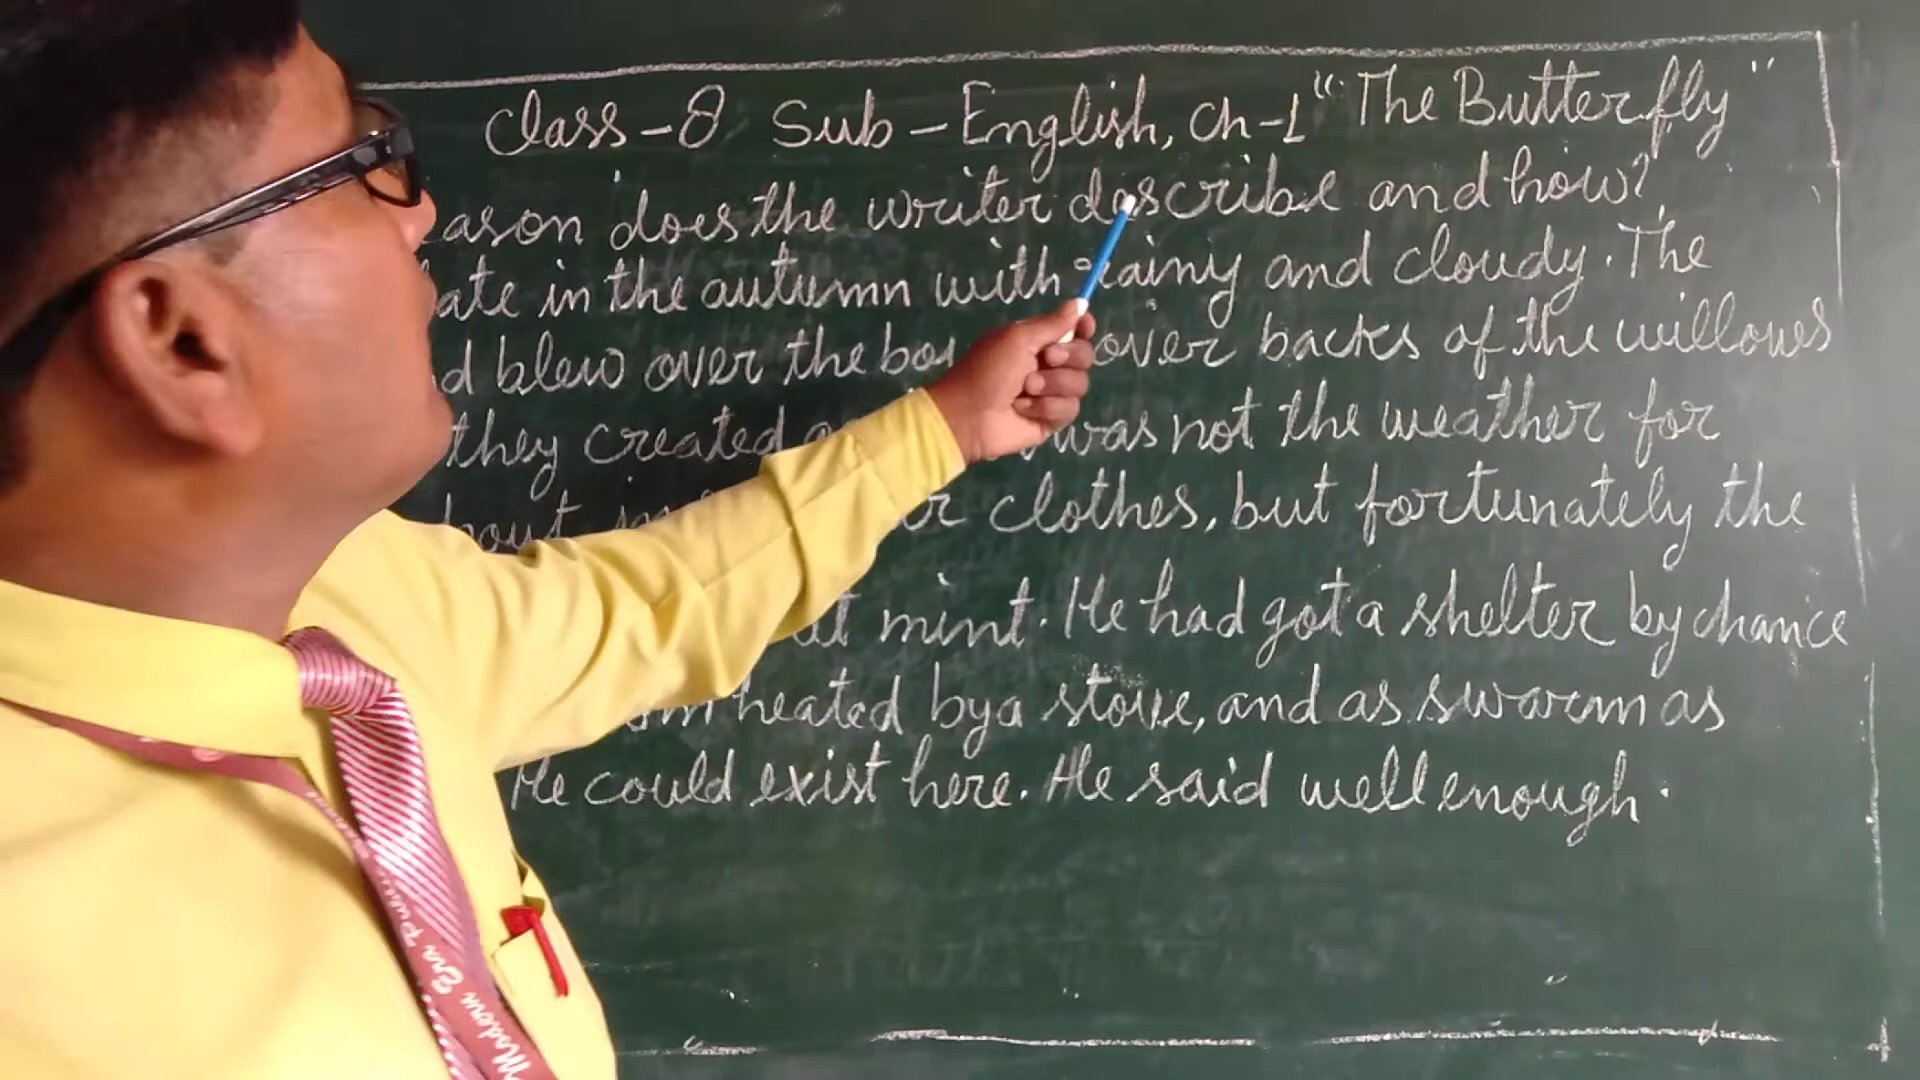 Class-8 Sub-English, Ch-1 "The Butterfly"
does the writer describe and how?
in the autumn with rainy and cloudy. The
blew over the over backs of the willows
they created was not the weather for
clothes, but fortunately the
mint. He had got a shelter by chance
heated by a stove, and as swarm as
He could exist here. He said well enough.
Modern Era